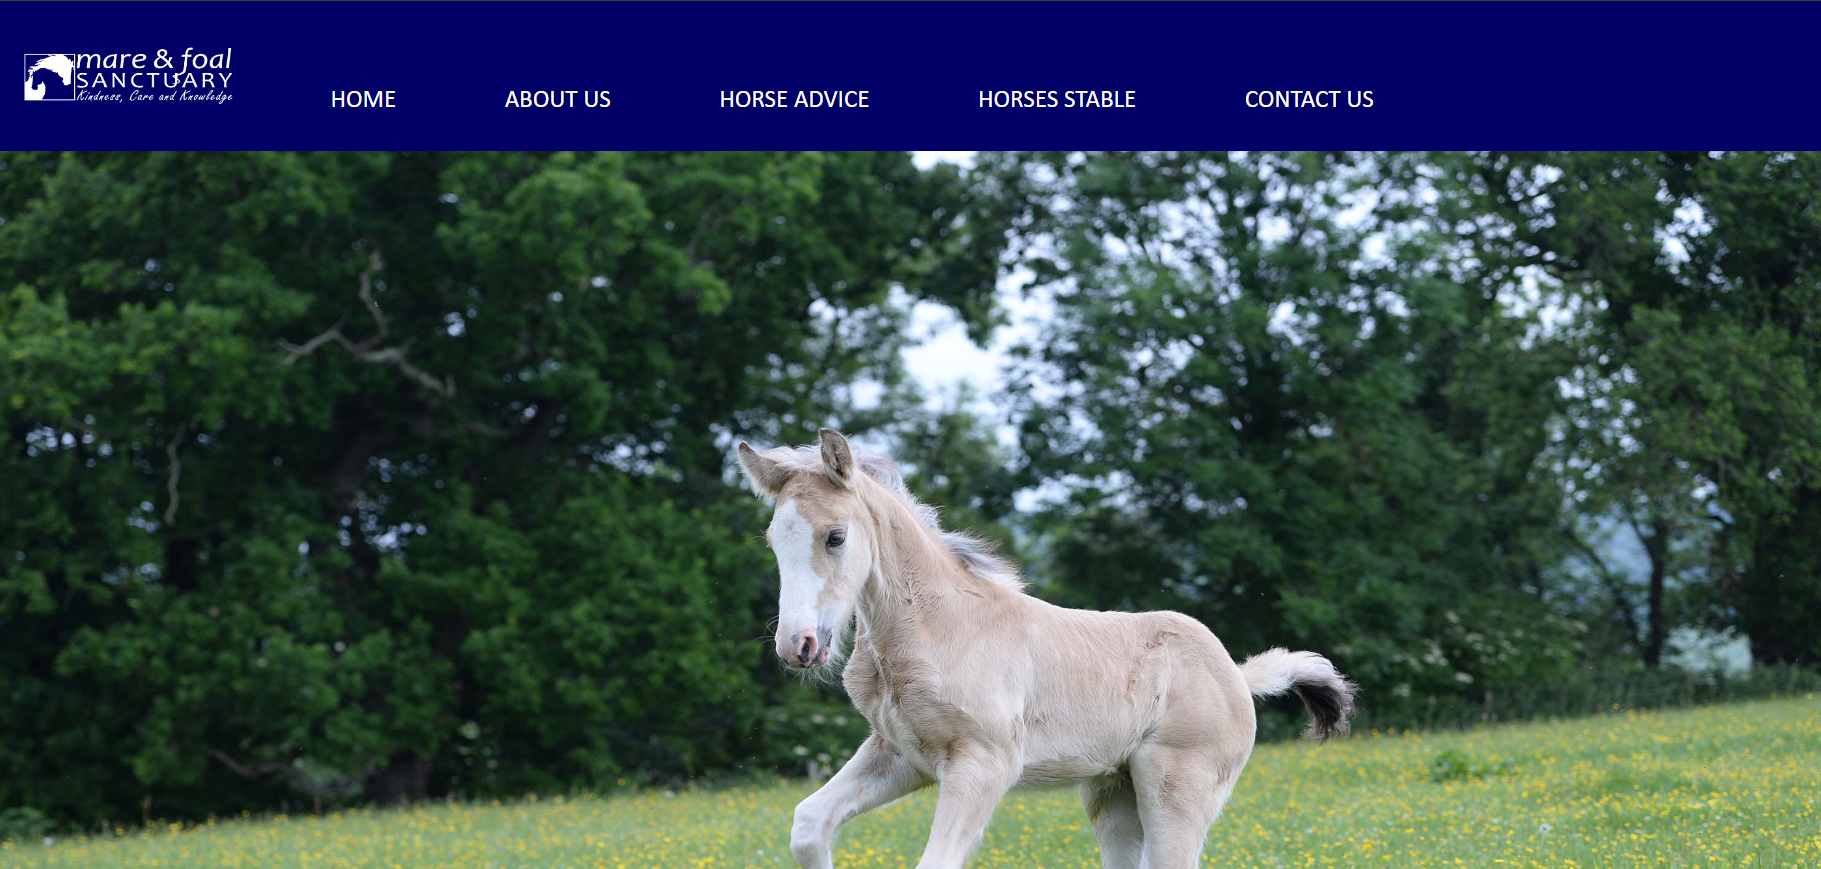 mare & foal
SANCTUARY
Kindness, Care and Knowledge
HOME ABOUT US HORSE ADVICE HORSES STABLE CONTACT US